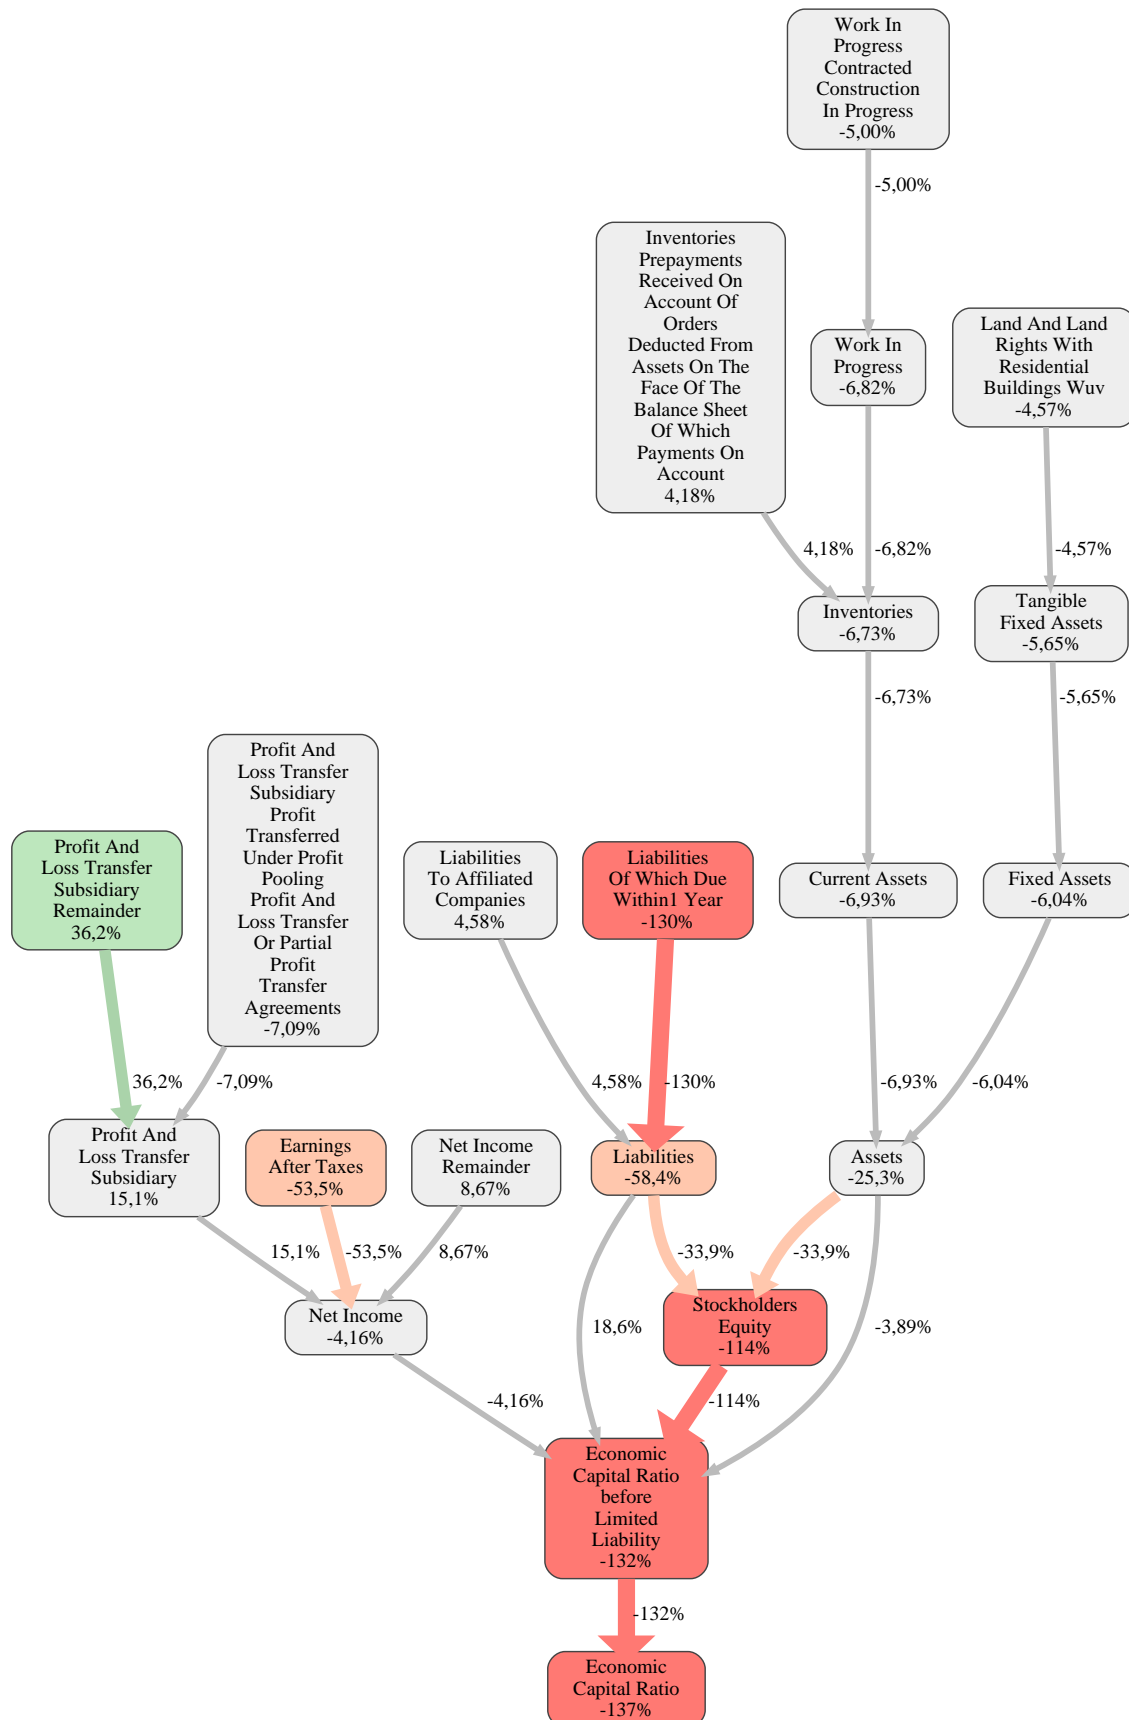 Work In
Progress
Contracted
Construction
In Progress
-5,00%
-5,00%
Inventories
Prepayments
Received On
Account Of
Orders
Deducted From
Assets On The
Face Of The
Balance Sheet
Of Which
Payments On
Account
4,18%
Work In
Progress
-6,82%
Land And Land
Rights With
Residential
Buildings Wuv
-4,57%
4,18%
-6,82%
-4,57%
Inventories
-6,73%
Tangible
Fixed Assets
-5,65%
-6,73%
-5,65%
Profit And
Loss Transfer
Subsidiary
Remainder
36,2%
Profit And
Loss Transfer
Subsidiary
Profit
Transferred
Under Profit
Pooling
Profit And
Loss Transfer
Or Partial
Profit
Transfer
Agreements
-7,09%
Liabilities
To Affiliated
Companies
4,58%
Liabilities
Of Which Due
Within1 Year
-130%
Current Assets
-6,93%
Fixed Assets
-6,04%
36,2%
-7,09%
4,58%
-130%
-6,93%
-6,04%
Profit And
Loss Transfer
Subsidiary
15,1%
Earnings
After Taxes
-53,5%
Net Income
Remainder
8,67%
Liabilities
-58,4%
Assets
-25,3%
15,1%
-53,5%
8,67%
-33,9%
-33,9%
Net Income
-4,16%
18,6%
Stockholders
Equity
-114%
-3,89%
-4,16%
-114%
Economic
Capital Ratio
before
Limited
Liability
-132%
-132%
Economic
Capital Ratio
-137%